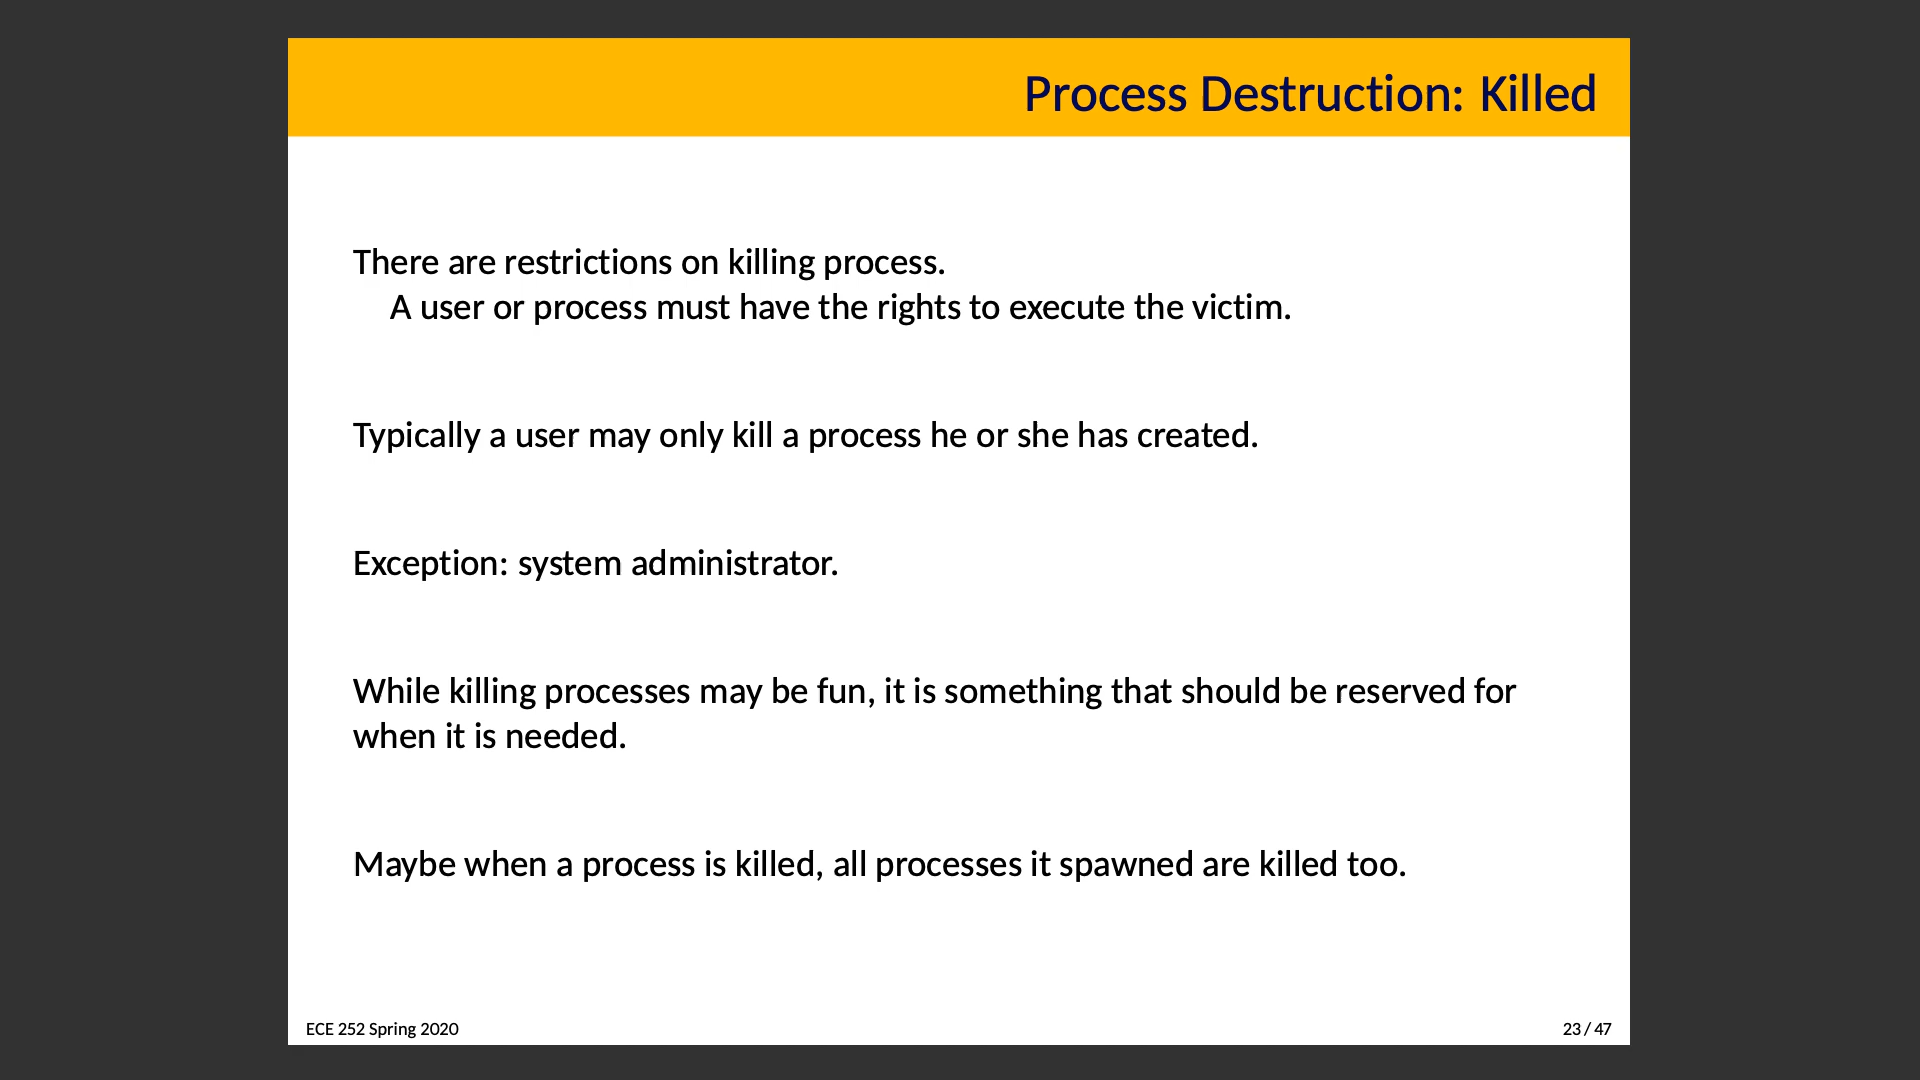 Process Destruction: Killed
There are restrictions on killing process.
A user or process must have the rights to execute the victim.
Typically a user may only kill a process he or she has created.
Exception: system administrator.
While killing processes may be fun, it is something that should be reserved for
when it is needed.
Maybe when a process is killed, all processes it spawned are killed too.
ECE 252 Spring 2020
23 / 47